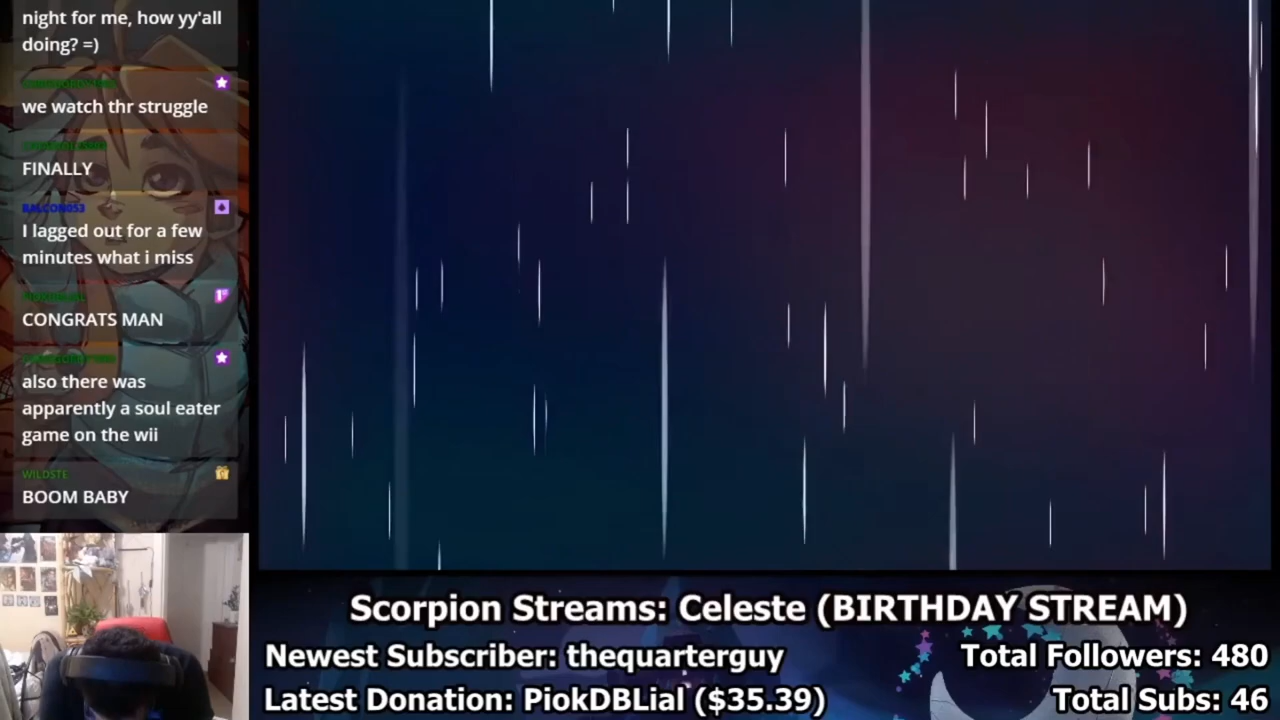 night for me, how yy'all
doing? =)
we watch thr struggle
FINALLY
BALCON053
I lagged out for a few
minutes what i miss
CONGRATS MAN
also there was
apparently a soul eater
game on the wii
WILDSTE
BOOM BABY
Scorpion Streams: Celeste (BIRTHDAY STREAM)
Newest Subscriber: thequarterguy
Total Followers: 480
Latest Donation: PiokDBLial ($35.39)
Total Subs: 46